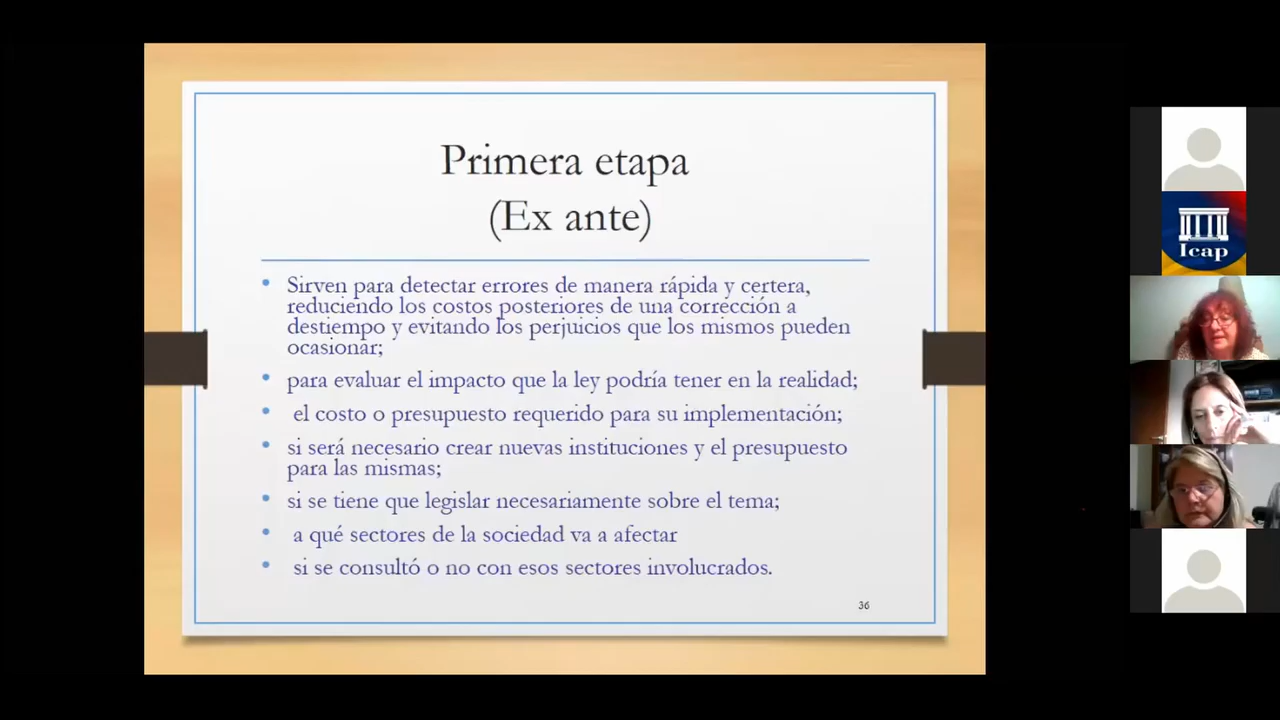 Primera etapa
(Ex ante)
• Sirven para detectar errores de manera rápida y certera,
reduciendo los costos posteriores de una corrección a
destiempo y evitando los perjuicios que los mismos pueden
ocasionar;
• para evaluar el impacto que la ley podría tener en la realidad;
• el costo o presupuesto requerido para su implementación;
• si será necesario crear nuevas instituciones y el presupuesto
para las mismas;
• si se tiene que legislar necesariamente sobre el tema;
• a qué sectores de la sociedad va a afectar
• si se consultó o no con esos sectores involucrados.
36
Icap